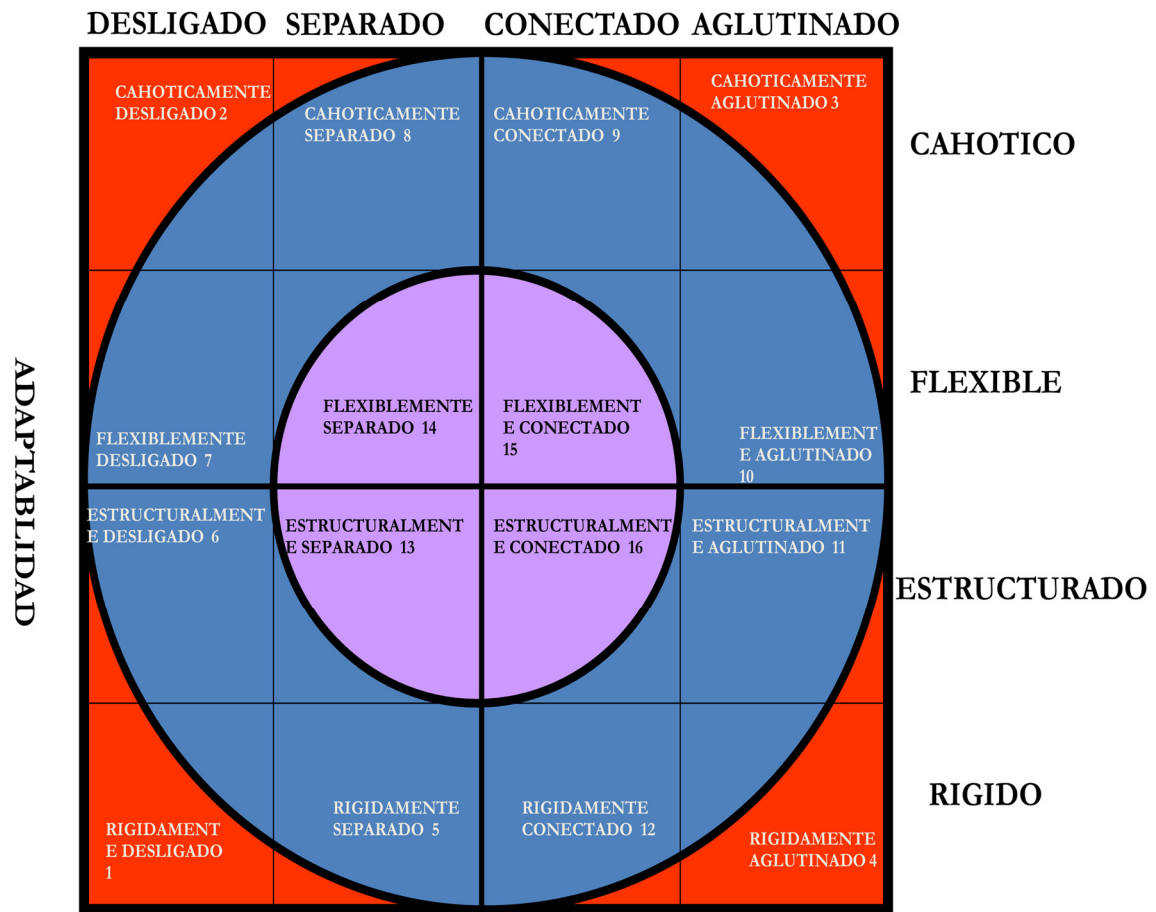 DESLIGADO SEPARADO CONECTADO AGLUTINADO
CAHOTICAMENTE
DESLIGADO 2
CAHOTICAMENTE
SEPARADO 8
CAHOTICAMENTE
CONECTADO 9
CAHOTICAMENTE
AGLUTINADO 3
CAHOTICO
FLEXIBLEMENTE
DESLIGADO 7
FLEXIBLEMENTE
SEPARADO 14
FLEXIBLEMENT
E CONECTADO
15
FLEXIBLEMENT
E AGLUTINADO
10
FLEXIBLE
ADAPTABLIDAD
ESTRUCTURALMENT
E DESLIGADO 6
ESTRUCTURALMENT
E SEPARADO 13
ESTRUCTURALMENT
E CONECTADO 16
ESTRUCTURALMENT
E AGLUTINADO 11
ESTRUCTURADO
RIGIDAMENT
E DESLIGADO
1
RIGIDAMENTE
SEPARADO 5
RIGIDAMENTE
CONECTADO 12
RIGIDAMENTE
AGLUTINADO 4
RIGIDO